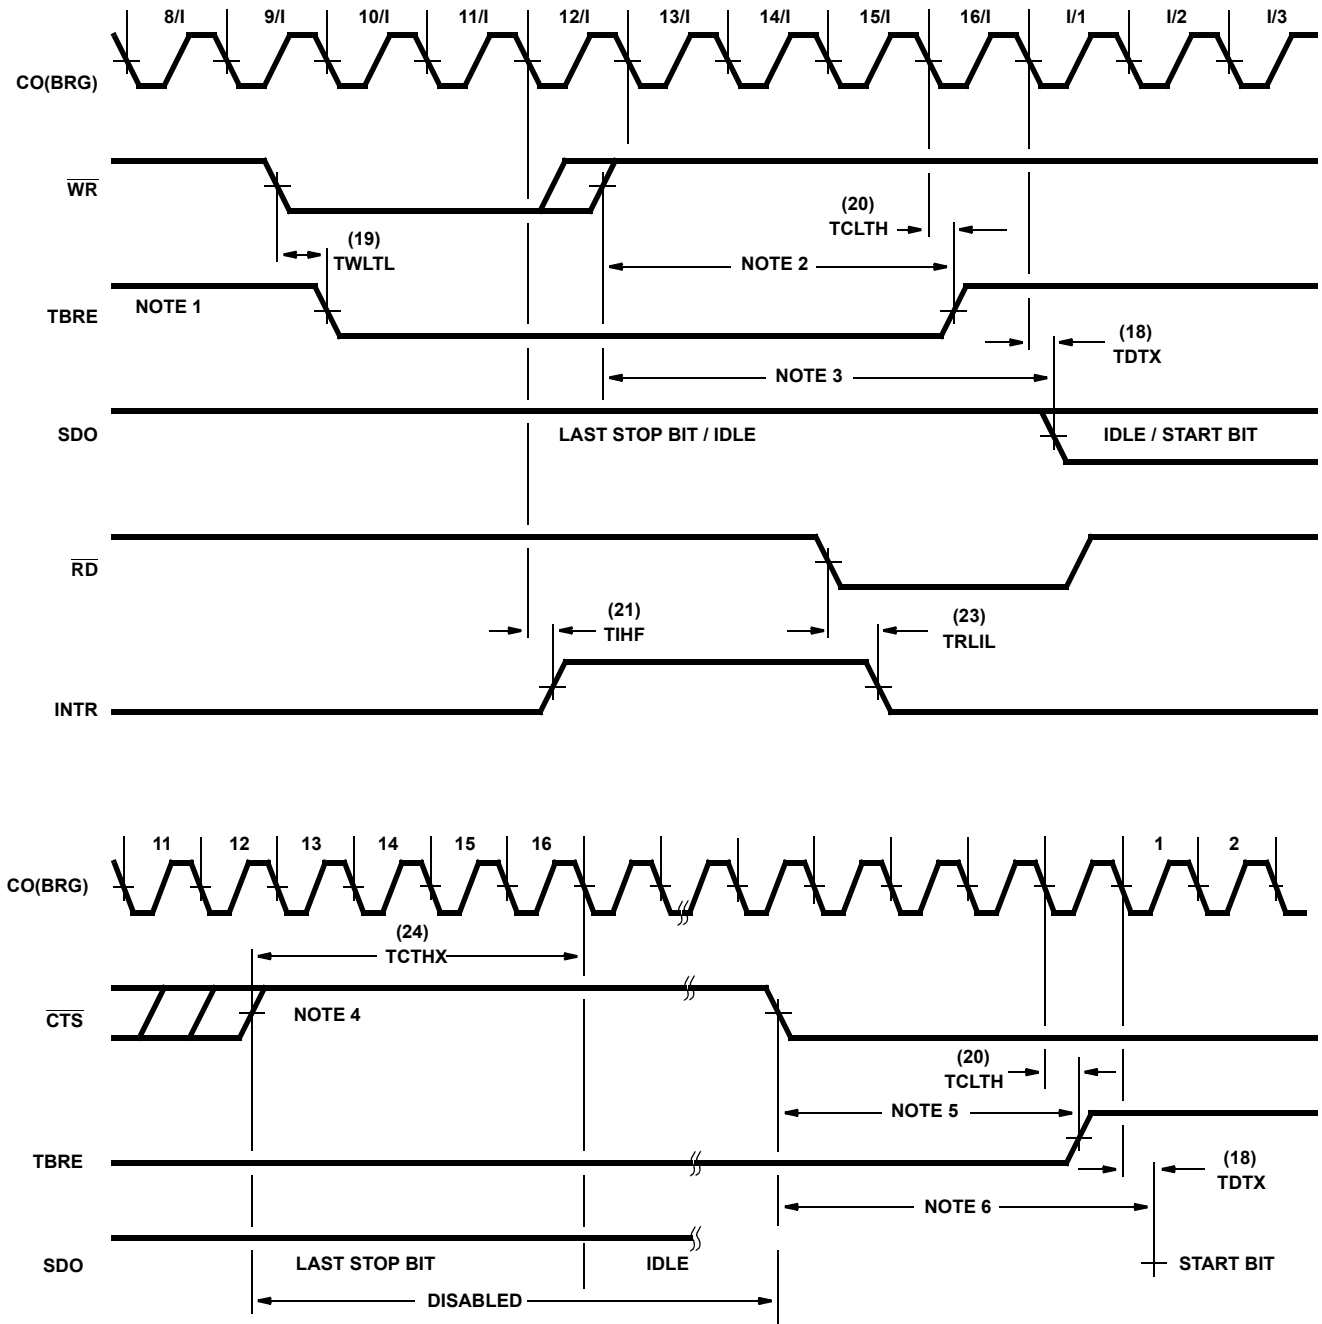 8/I 9/I 10/I 11/I 12/I 13/I 14/I 15/I 16/I I/1 I/2 I/3
CO(BRG)
WR
(20)
TCLTH
(19)
TWLTL
NOTE 2
NOTE 1
TBRE
(18)
TDTX
NOTE 3
SDO
LAST STOP BIT / IDLE
IDLE / START BIT
RD
(21)
TIHF
(23)
TRLIL
INTR
11 12 13 14 15 16 1 2
CO(BRG)
(24)
TCTHX
CTS
NOTE 4
(20)
TCLTH
NOTE 5
TBRE
(18)
TDTX
NOTE 6
SDO
LAST STOP BIT
IDLE
START BIT
DISABLED